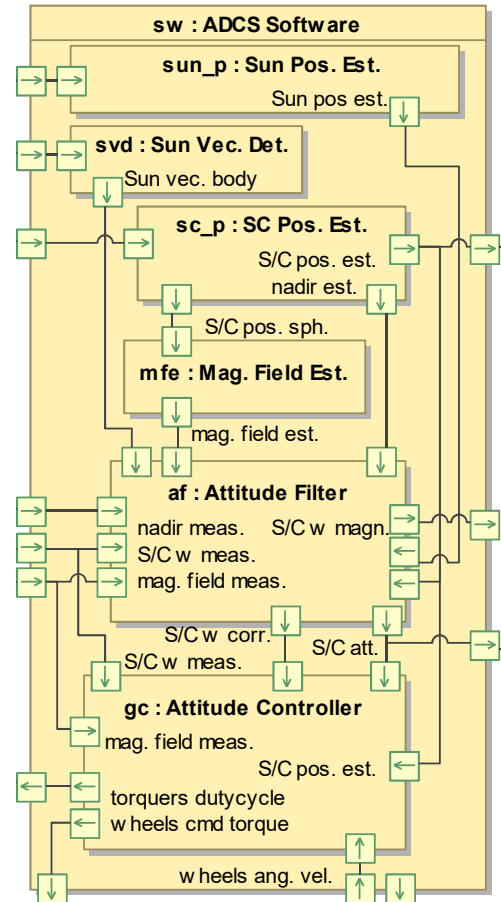 sw : ADCS Software
sun_p : Sun Pos. Est.
Sun pos est.
svd : Sun Vec. Det.
Sun vec. body
sc_p : SC Pos. Est.
S/C pos. est.
nadir est.
S/C pos. sph.
mfe : Mag. Field Est.
mag. field est.
af : Attitude Filter
nadir meas. S/C w magn.
S/C w meas.
mag. field meas.
S/C w corr.
S/C w meas. S/C att.
gc : Attitude Controller
mag. field meas.
S/C pos. est.
torquers dutycycle
wheels cmd torque
wheels ang. vel.